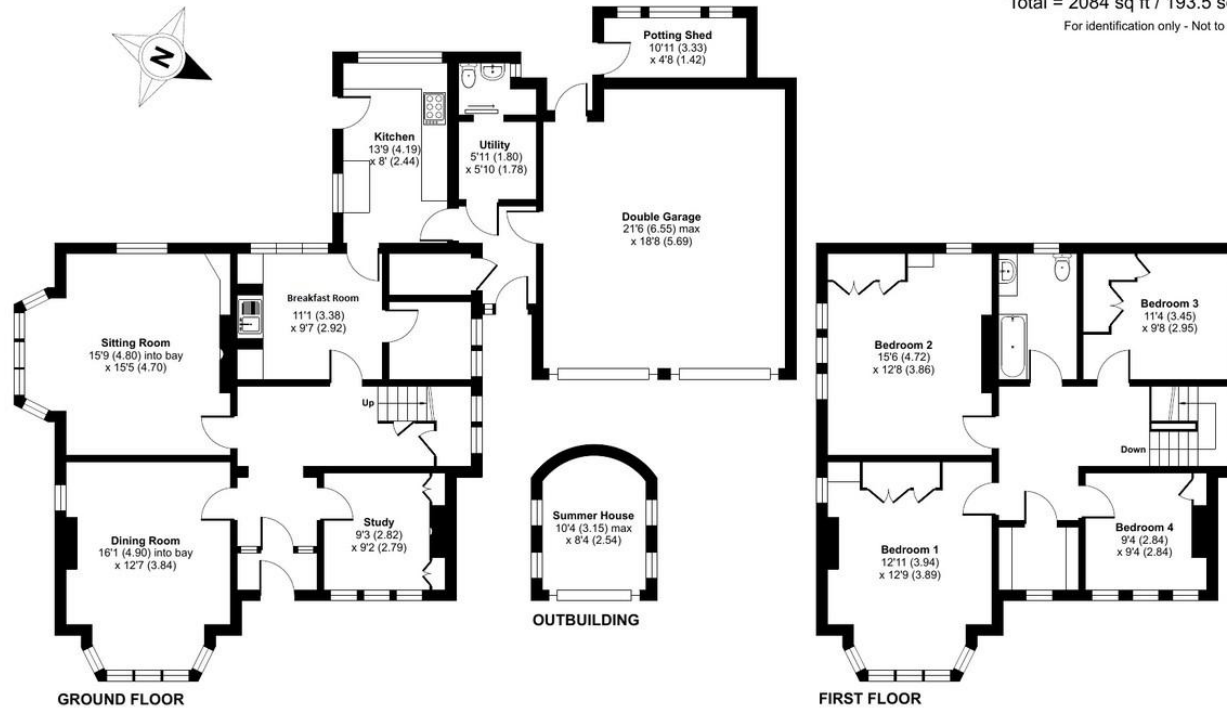 Total = 2084 sq ft / 193.5 s
For identification only - Not to
N
Potting Shed
10'11 (3.33)
x 4'8 (1.42)
Kitchen
13'9 (4.19)
x 8' (2.44)
Utility
5'11 (1.80)
x 5'10 (1.78)
Double Garage
21'6 (6.55) max
x 18'8 (5.69)
Breakfast Room
11'1 (3.38)
x 9'7 (2.92)
Sitting Room
15'9 (4.80) into bay
x 15'5 (4.70)
Up
Dining Room
16'1 (4.90) into bay
x 12'7 (3.84)
Study
9'3 (2.82)
x 9'2 (2.79)
GROUND FLOOR
Summer House
10'4 (3.15) max
x 8'4 (2.54)
OUTBUILDING
Bedroom 2
15'6 (4.72)
x 12'8 (3.86)
Bedroom 3
11'4 (3.45)
x 9'8 (2.95)
Down
Bedroom 1
12'11 (3.94)
x 12'9 (3.89)
Bedroom 4
9'4 (2.84)
x 9'4 (2.84)
FIRST FLOOR